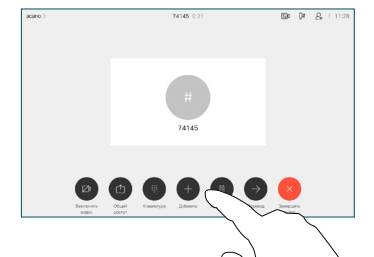 acano
74145 0:21
11:28
#
74145
Выключить видео
Общий доступ
Клавиатура
Добавить
Завершить